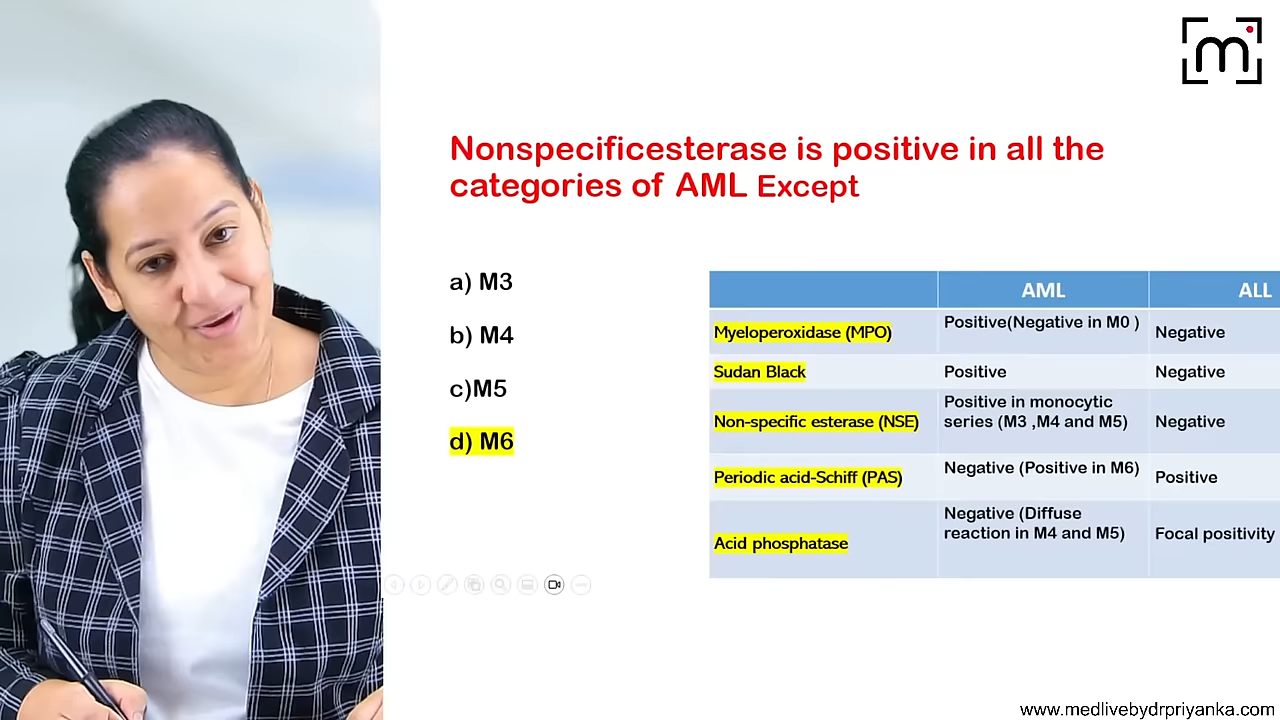 m
Nonspecificesterase is positive in all the
categories of AML Except
a) M3
b) M4
c)M5
d) M6
AML ALL
Myeloperoxidase (MPO) Positive(Negative in M0 ) Negative
Sudan Black Positive Negative
Non-specific esterase (NSE) Positive in monocytic
series (M3 ,M4 and M5) Negative
Periodic acid-Schiff (PAS) Negative (Positive in M6) Positive
Acid phosphatase Negative (Diffuse
reaction in M4 and M5) Focal positivity
www.medlivebydrpriyanka.com